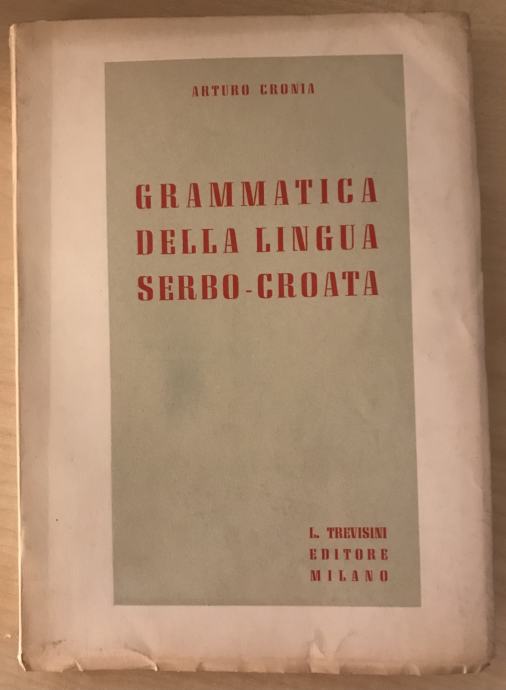 ARTURO CRONIA
GRAMMATICA
DELLA LINGUA
SERBO-CROATA
L. TREVISINI
EDITORE
MILANO